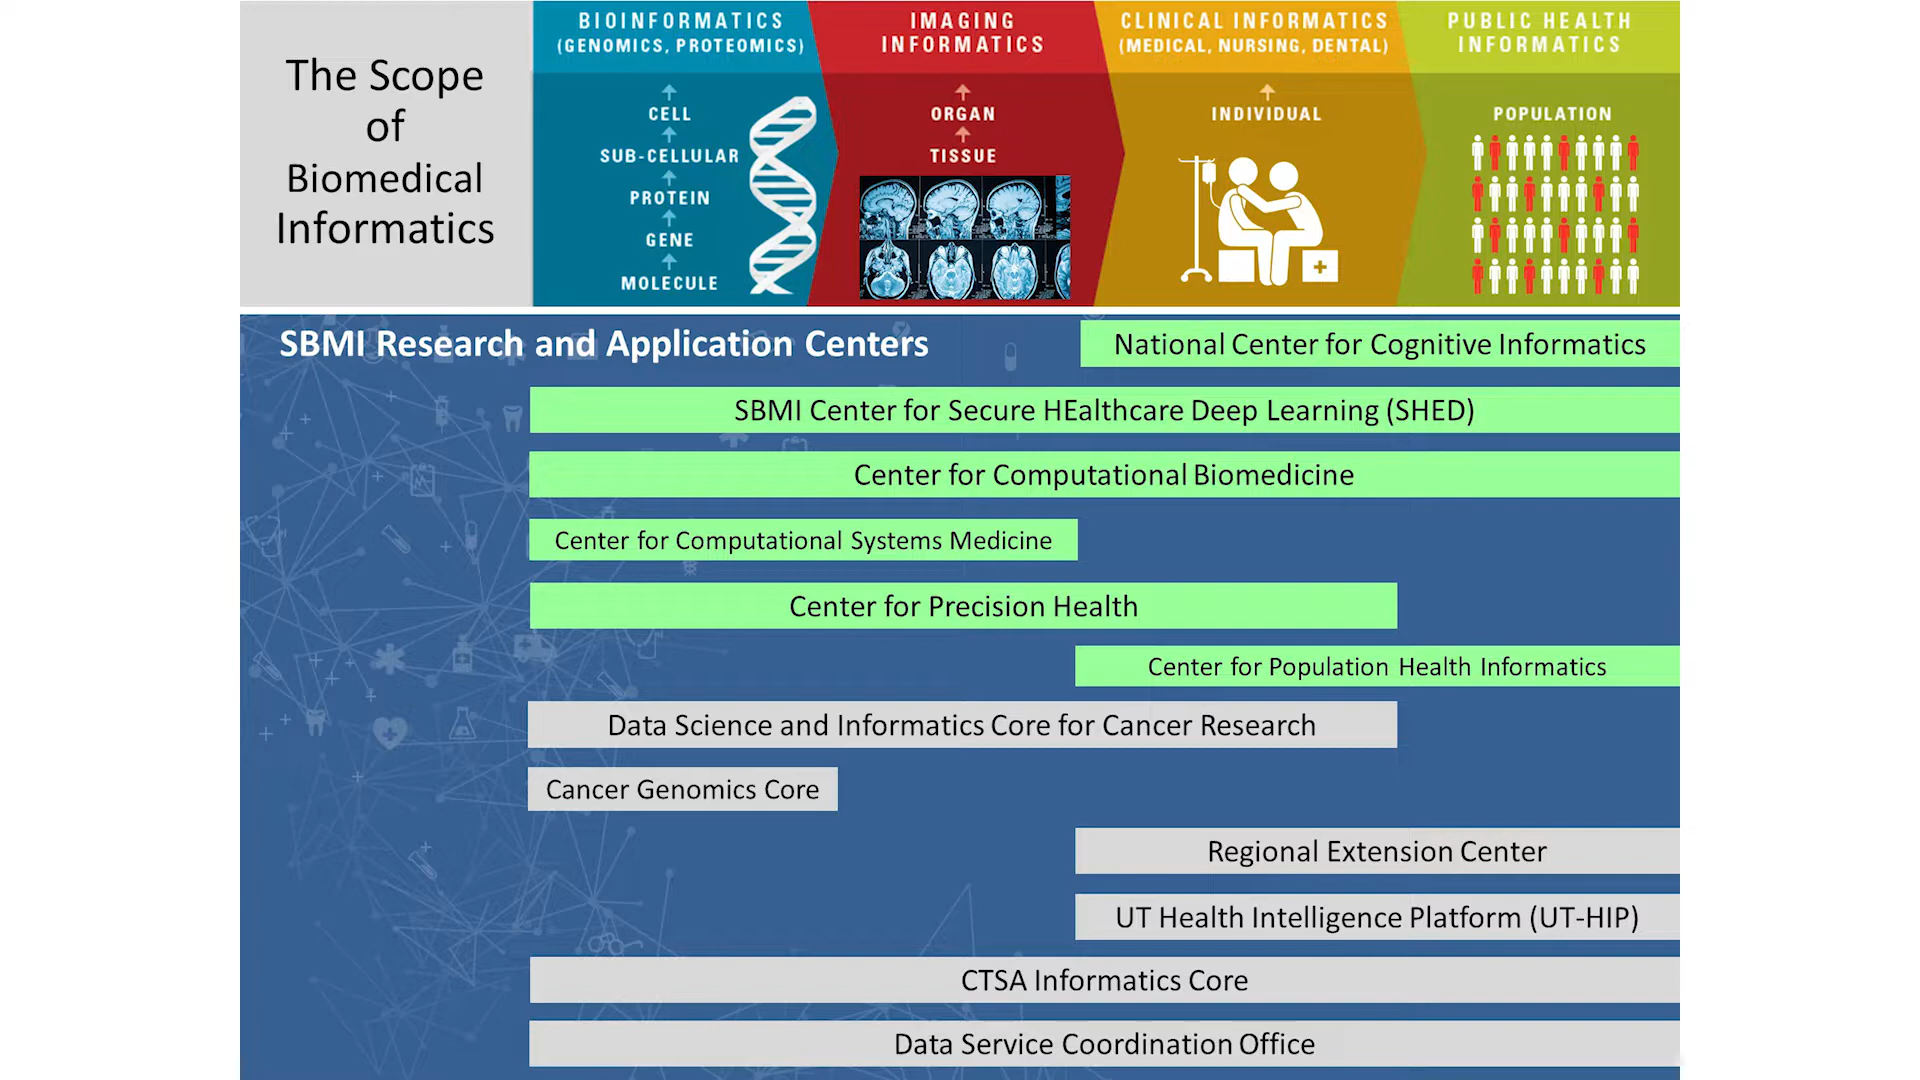 The Scope
of
Biomedical
Informatics
BIOINFORMATICS
(GENOMICS, PROTEOMICS)
CELL
SUB-CELLULAR
PROTEIN
GENE
MOLECULE
IMAGING
INFORMATICS
ORGAN
TISSUE
CLINICAL INFORMATICS
(MEDICAL, NURSING, DENTAL)
INDIVIDUAL
PUBLIC HEALTH
INFORMATICS
POPULATION
SBMI Research and Application Centers
National Center for Cognitive Informatics
SBMI Center for Secure HEalthcare Deep Learning (SHED)
Center for Computational Biomedicine
Center for Computational Systems Medicine
Center for Precision Health
Center for Population Health Informatics
Data Science and Informatics Core for Cancer Research
Cancer Genomics Core
Regional Extension Center
UT Health Intelligence Platform (UT-HIP)
CTSA Informatics Core
Data Service Coordination Office